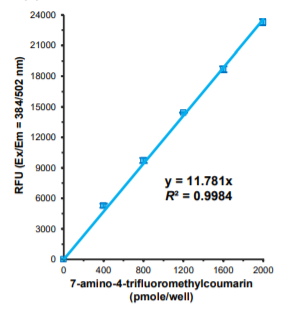 24000
21000
18000
15000
12000
9000
6000
3000
0
RFU (Ex/Em = 384/502 nm)
y = 11.781x
R² = 0.9984
0 400 800 1200 1600 2000
7-amino-4-trifluoromethylcoumarin
(pmole/well)